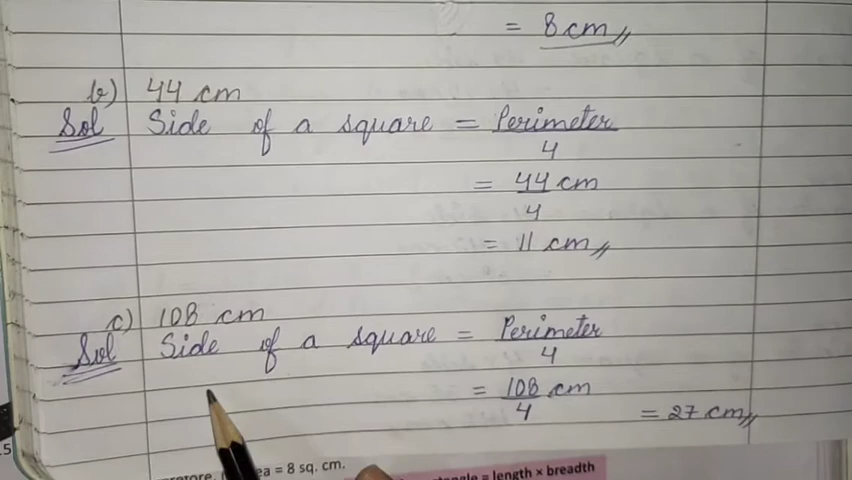 = 8 cm
b) 44 cm
Sol Side of a square = Perimeter
4
= 44 cm
4
= 11 cm
c) 108 cm
Sol Side of a square = Perimeter
4
= 108 cm
4
= 27 cm
ea = 8 sq. cm.
= length × breadth